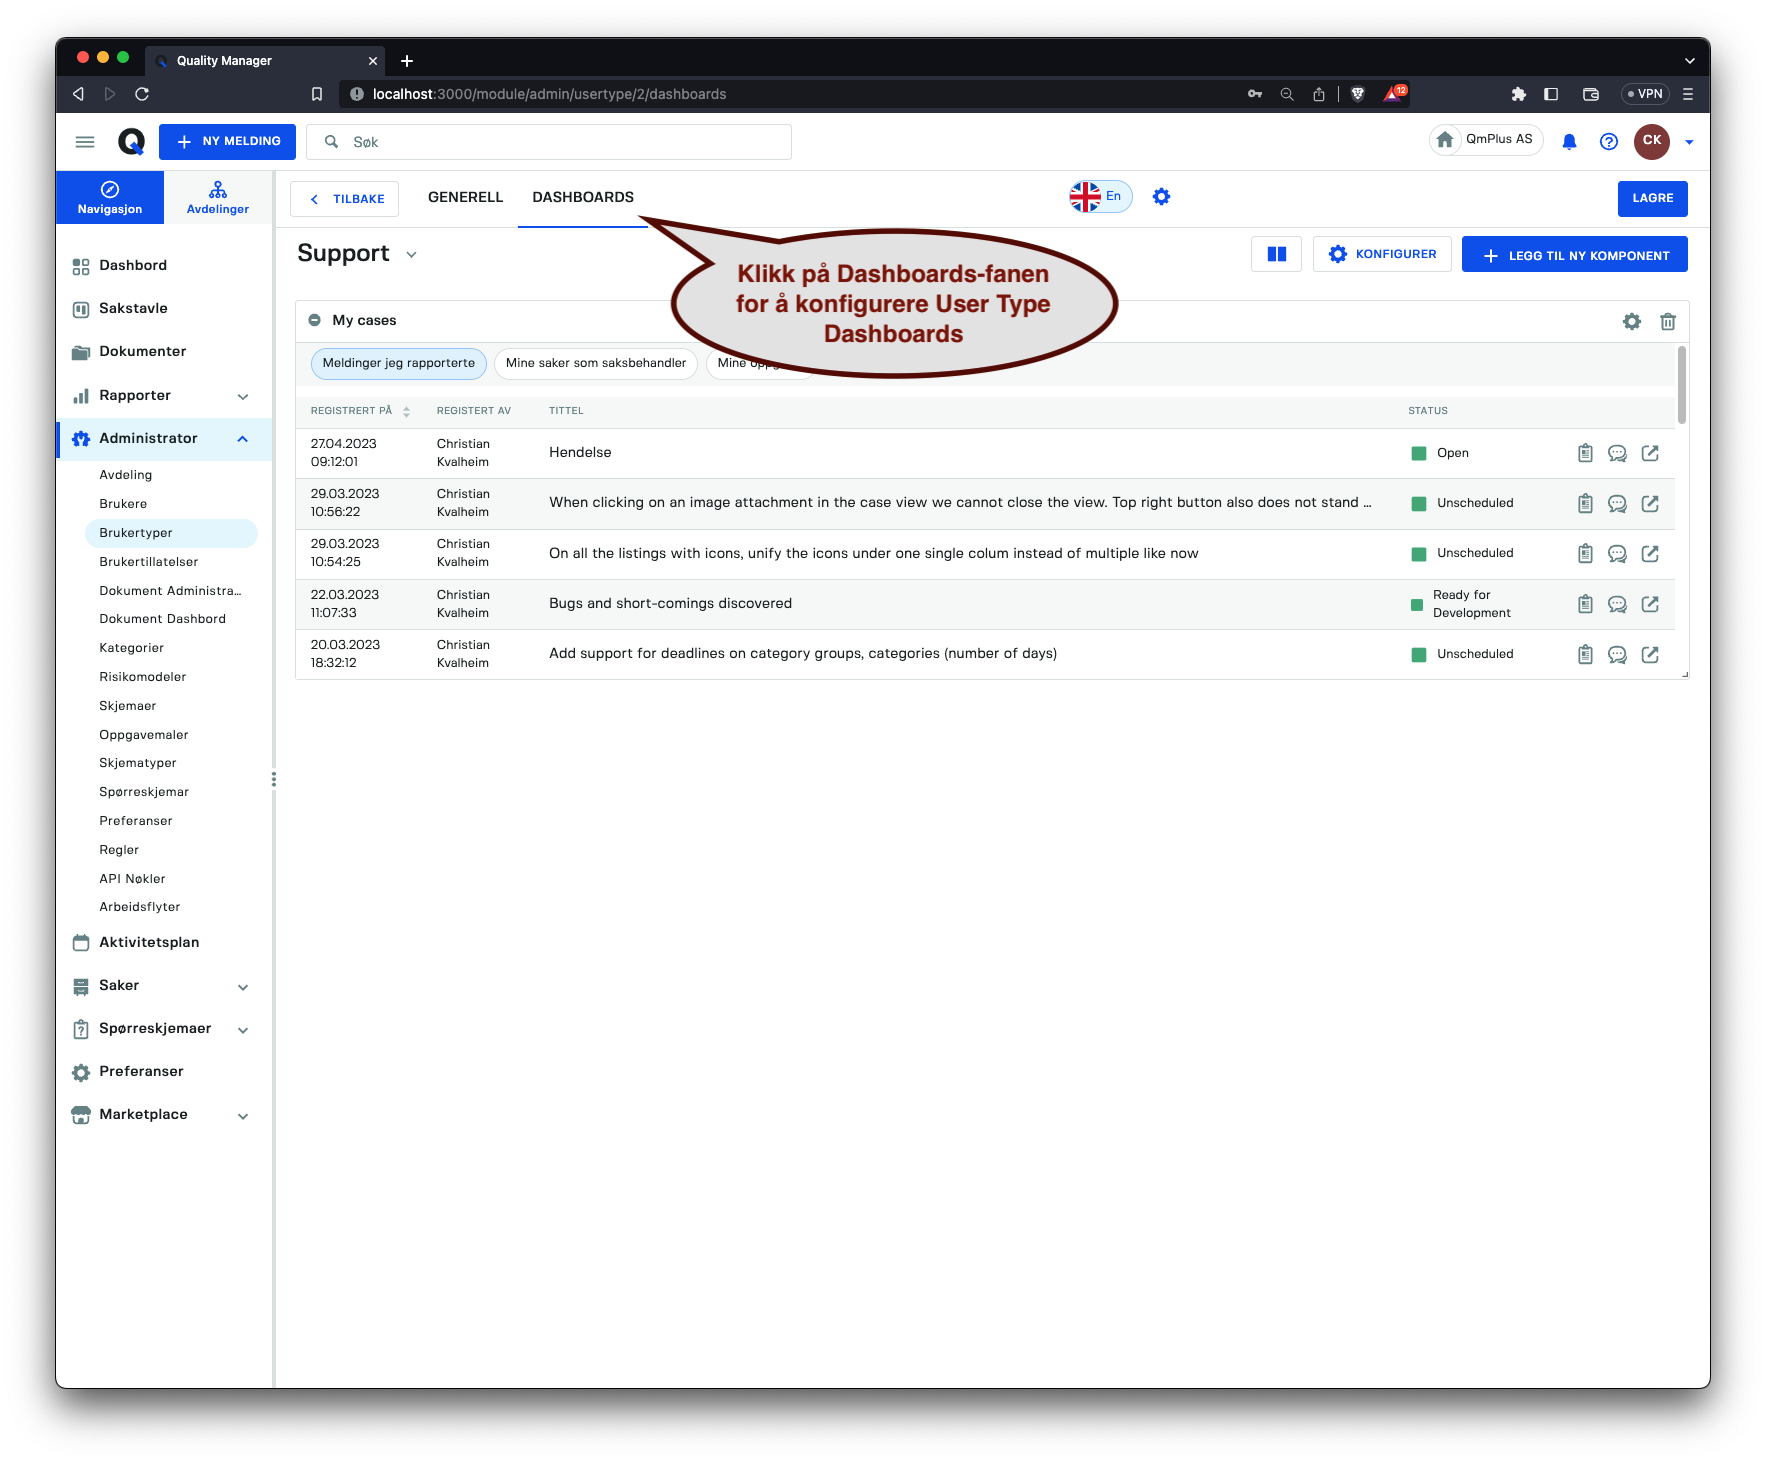 Quality Manager
localhost:3000/module/admin/usertype/2/dashboards
12
VPN
NY MELDING
Søk
QmPlus AS
CK
Navigasjon
Avdelinger
TILBAKE
GENERELL
DASHBOARDS
En
LAGRE
Support
KONFIGURER
LEGG TIL NY KOMPONENT
Klikk på Dashboards-fanen
for å konfigurere User Type
Dashboards
Dashbord
Sakstavle
Dokumenter
Rapporter
Administrator
Avdeling
Brukere
Brukertyper
Brukertillatelser
Dokument Administra...
Dokument Dashbord
Kategorier
Risikomodeler
Skjemaer
Oppgavemaler
Skjematyper
Spørreskjemar
Preferanser
Regler
API Nøkler
Arbeidsflyter
Aktivitetsplan
Saker
Spørreskjemaer
Preferanser
Marketplace
My cases
Meldinger jeg rapporterte
Mine saker som saksbehandler
Mine
REGISTRERT PÅ
REGISTERT AV
TITTEL
STATUS
27.04.2023
09:12:01
Christian
Kvalheim
Hendelse
Open
29.03.2023
10:56:22
Christian
Kvalheim
When clicking on an image attachment in the case view we cannot close the view. Top right button also does not stand ...
Unscheduled
29.03.2023
10:54:25
Christian
Kvalheim
On all the listings with icons, unify the icons under one single colum instead of multiple like now
Unscheduled
22.03.2023
11:07:33
Christian
Kvalheim
Bugs and short-comings discovered
Ready for
Development
20.03.2023
18:32:12
Christian
Kvalheim
Add support for deadlines on category groups, categories (number of days)
Unscheduled